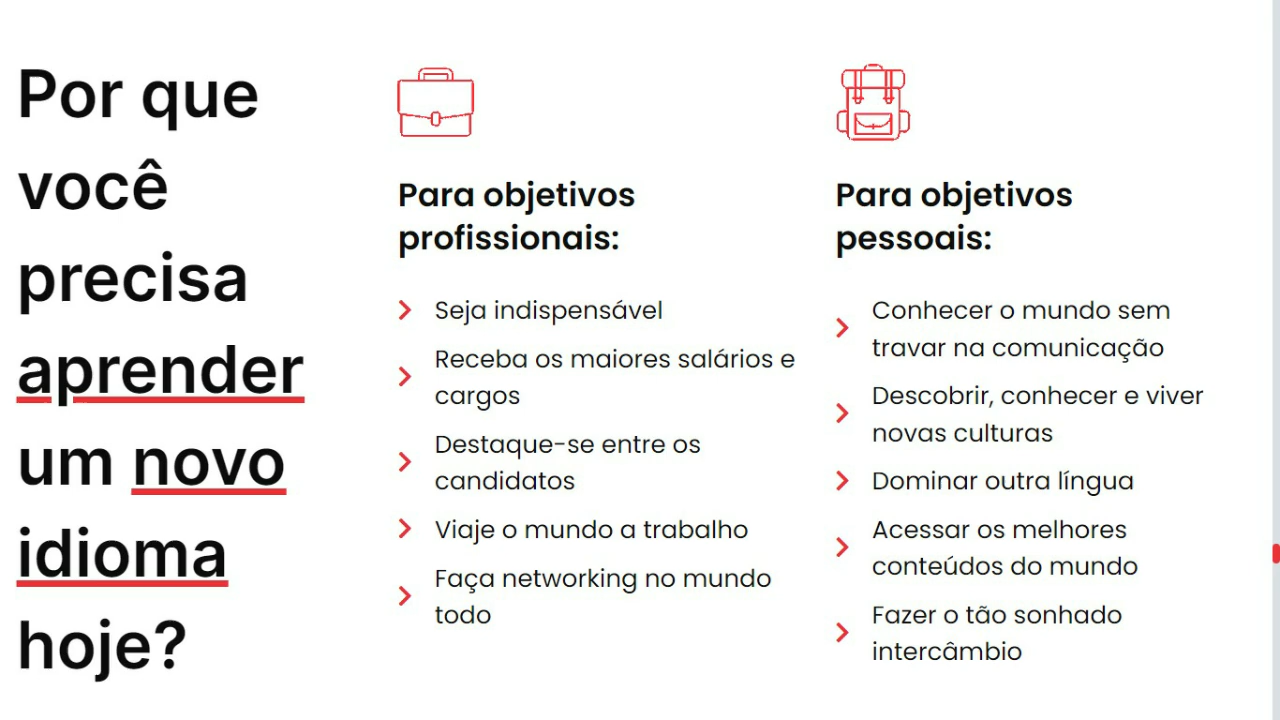 Por que
você
precisa
aprender
um novo
idioma
hoje?
Para objetivos
profissionais:
Seja indispensável
Receba os maiores salários e
cargos
Destaque-se entre os
candidatos
Viaje o mundo a trabalho
Faça networking no mundo
todo
Para objetivos
pessoais:
Conhecer o mundo sem
travar na comunicação
Descobrir, conhecer e viver
novas culturas
Dominar outra língua
Acessar os melhores
conteúdos do mundo
Fazer o tão sonhado
intercâmbio